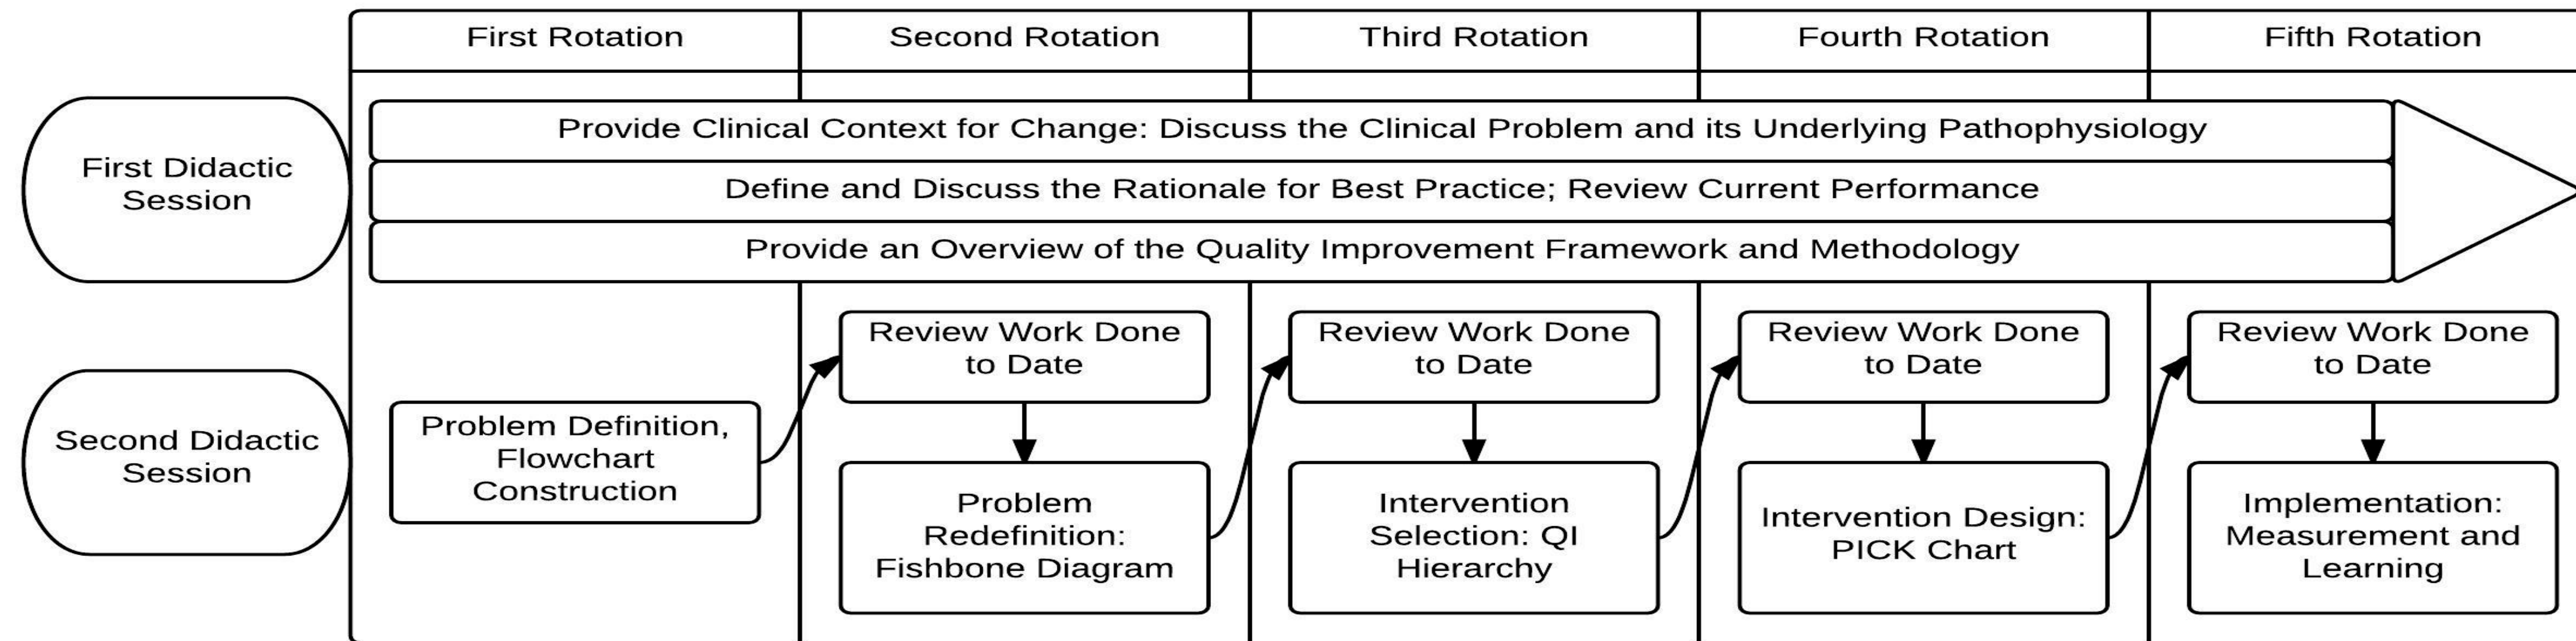 First Rotation
Second Rotation
Third Rotation
Fourth Rotation
Fifth Rotation
First Didactic
Session
Provide Clinical Context for Change: Discuss the Clinical Problem and its Underlying Pathophysiology
Define and Discuss the Rationale for Best Practice; Review Current Performance
Provide an Overview of the Quality Improvement Framework and Methodology
Second Didactic
Session
Problem Definition,
Flowchart
Construction
Review Work Done
to Date
Problem
Redefinition:
Fishbone Diagram
Review Work Done
to Date
Intervention
Selection: QI
Hierarchy
Review Work Done
to Date
Intervention Design:
PICK Chart
Review Work Done
to Date
Implementation:
Measurement and
Learning